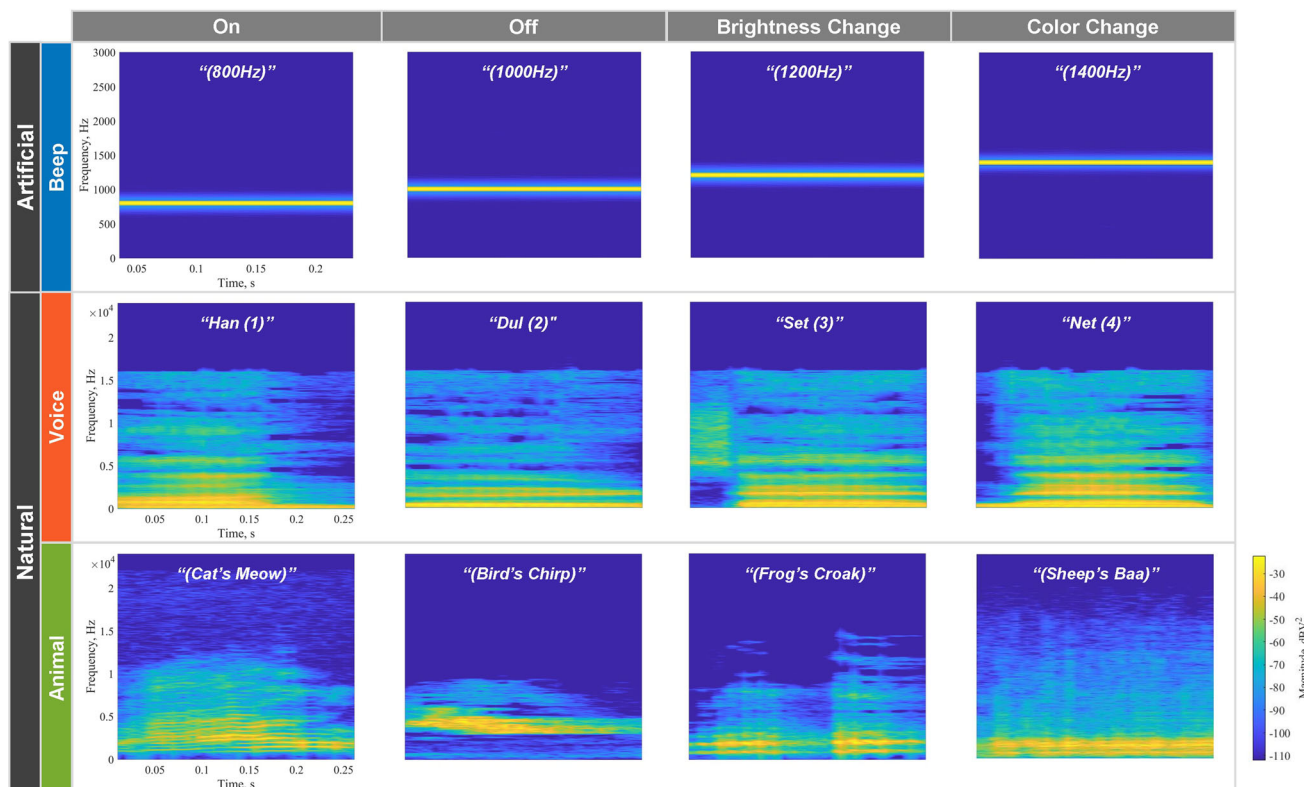 On
Off
Brightness Change
Color Change
Artificial
Beep
Frequency, Hz
3000
2500
2000
1500
1000
500
0
“(800Hz)”
0.05
0.1
0.15
0.2
Time, s
“(1000Hz)”
“(1200Hz)”
“(1400Hz)”
Natural
Voice
Frequency, Hz
×10⁴
2
1.5
1
0.5
0
“Han (1)”
0.05
0.1
0.15
0.2
0.25
Time, s
“Dul (2)"
“Set (3)”
“Net (4)”
Animal
Frequency, Hz
×10⁴
2
1.5
1
0.5
0
“(Cat’s Meow)”
0.05
0.1
0.15
0.2
0.25
Time, s
“(Bird’s Chirp)”
“(Frog’s Croak)”
“(Sheep’s Baa)”
-30
-40
-50
-60
-70
-80
-90
-100
-110
Magnitude, dBV²